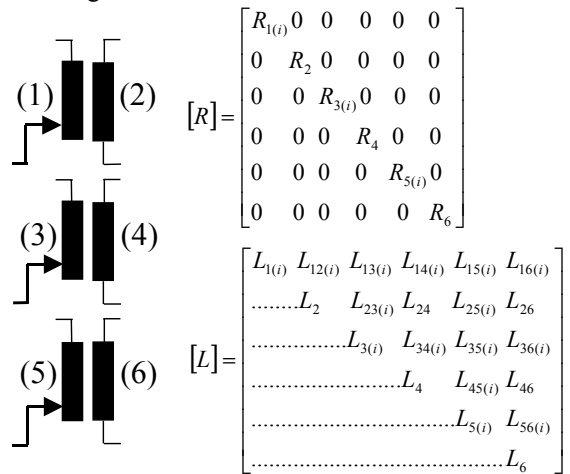 (1) (2)
(3) (4)
(5) (6)
[R]=
R1(i) 0 0 0 0 0
0 R2 0 0 0 0
0 0 R3(i) 0 0 0
0 0 0 R4 0 0
0 0 0 0 R5(i) 0
0 0 0 0 0 R6
[L]=
L1(i) L12(i) L13(i) L14(i) L15(i) L16(i)
........L2 L23(i) L24 L25(i) L26
................L3(i) L34(i) L35(i) L36(i)
.........................L4 L45(i) L46
..................................L5(i) L56(i)
...........................................L6